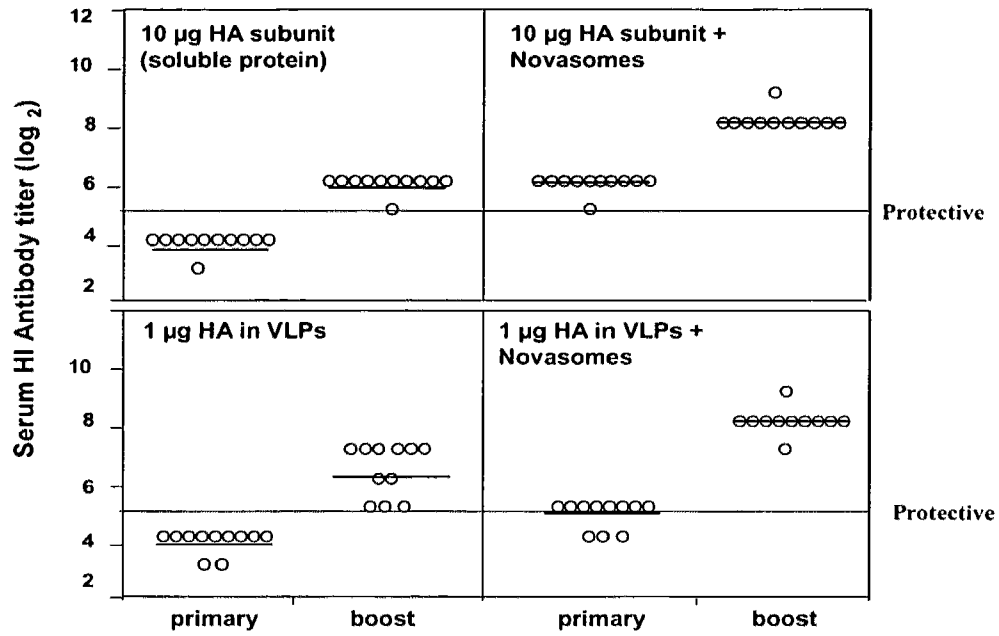 Serum HI Antibody titer (log 2)
12
10
8
6
4
2
10 µg HA subunit
(soluble protein)
10 µg HA subunit +
Novasomes
Protective
10
8
6
4
2
1 µg HA in VLPs
1 µg HA in VLPs +
Novasomes
Protective
primary
boost
primary
boost